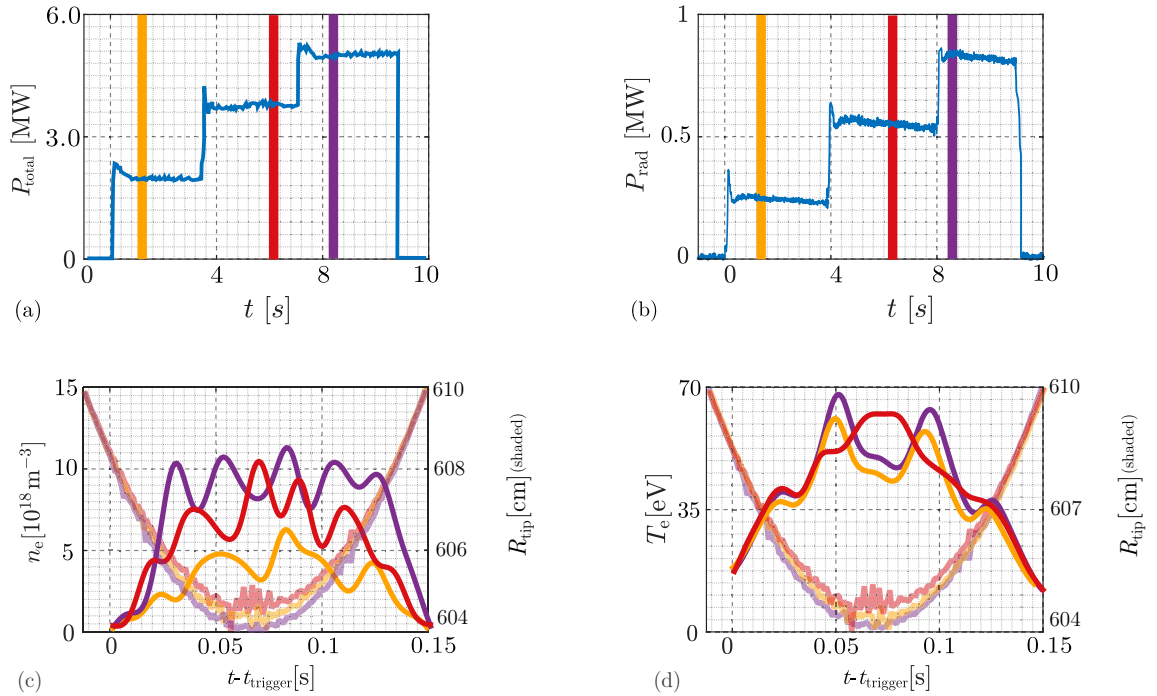 6.0
3.0
0
P_total [MW]
0 4 8 10
t [s]
(a)
1
0.5
0
P_rad [MW]
0 4 8 10
t [s]
(b)
15
10
5
0
n_e[10^18 m^−3]
610
608
606
604
R_tip[cm](shaded)
0 0.05 0.1 0.15
t-t_trigger[s]
(c)
70
35
0
T_e[eV]
610
607
604
R_tip[cm](shaded)
0 0.05 0.1 0.15
t-t_trigger[s]
(d)